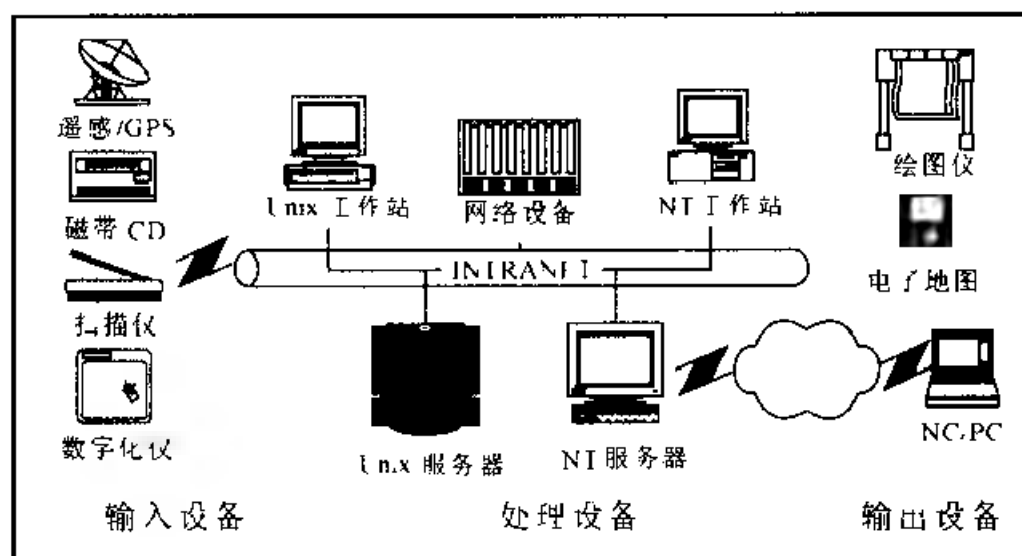 遥感/GPS
磁带 CD
扫描仪
数字化仪
Unix 工作站
网络设备
NT 工作站
INTRANET
Unix 服务器
NT 服务器
绘图仪
电子地图
NC/PC
输入设备
处理设备
输出设备